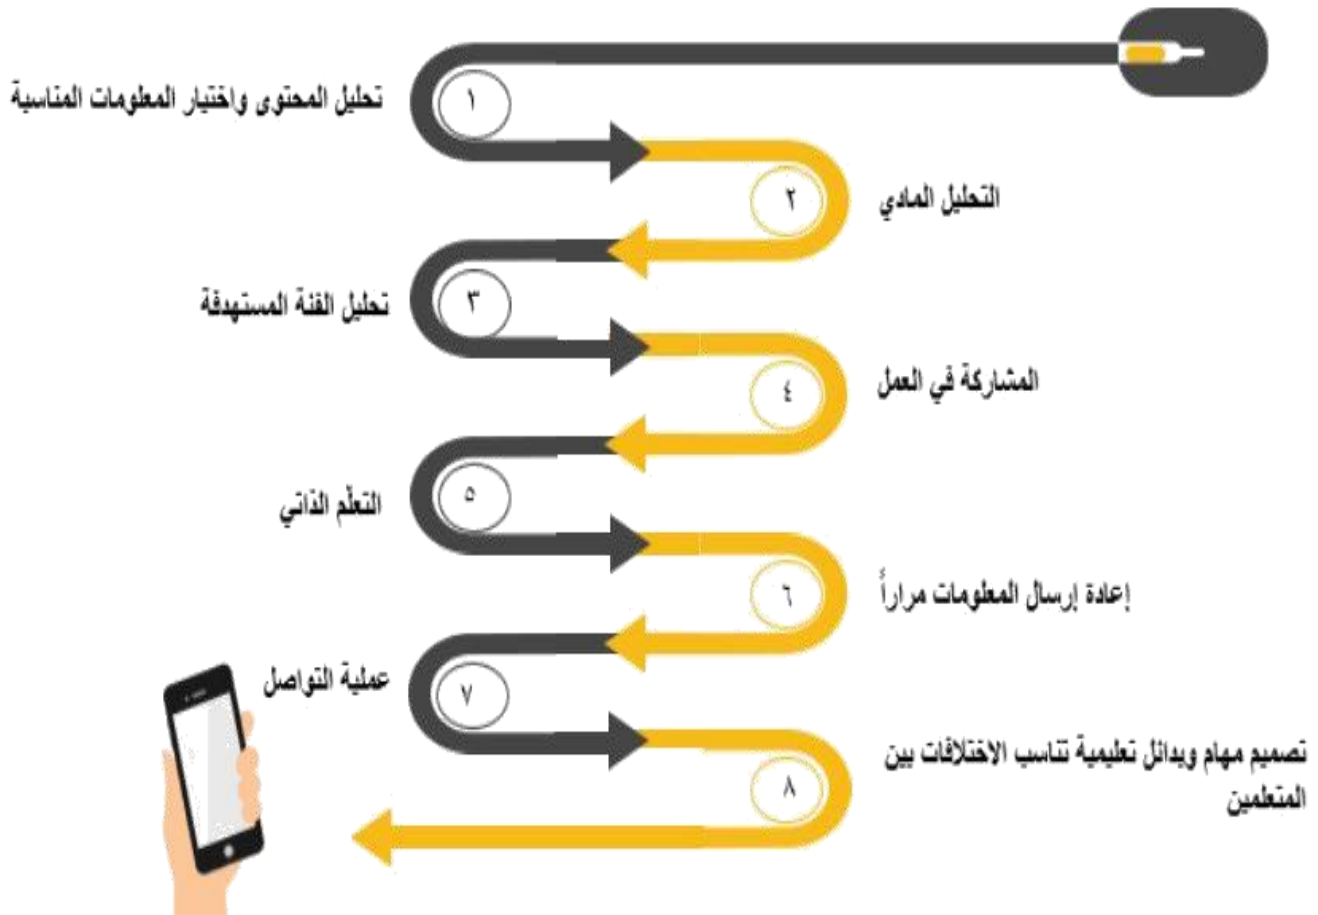 ١
تحليل المحتوى واختيار المعلومات المناسبة
٢
التحليل المادي
٣
تحليل الفئة المستهدفة
٤
المشاركة في العمل
٥
التعلّم الذاتي
٦
إعادة إرسال المعلومات مراراً
٧
عملية التواصل
٨
تصميم مهام وبدائل تعليمية تناسب الاختلافات بين
المتعلمين